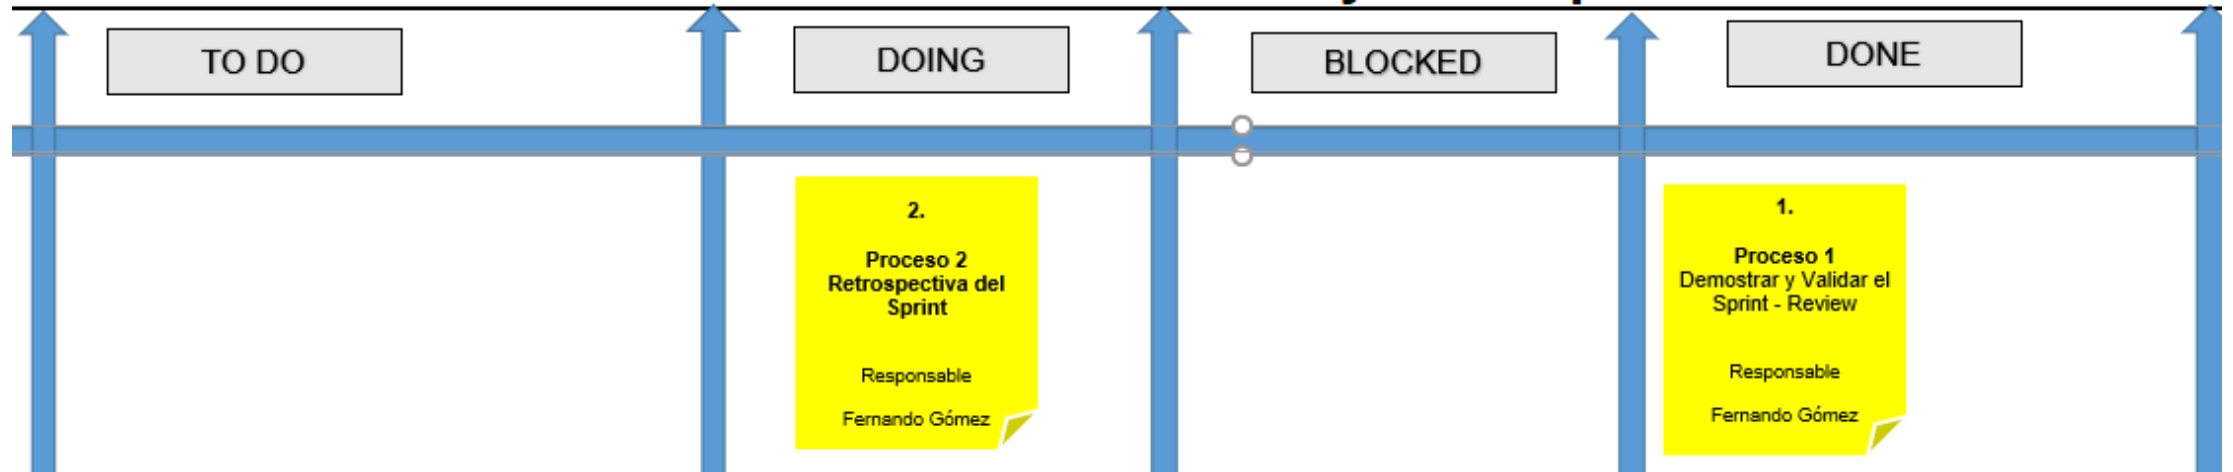 TO DO
DOING
BLOCKED
DONE
2.
Proceso 2
Retrospectiva del
Sprint
Responsable
Fernando Gómez
1.
Proceso 1
Demostrar y Validar el
Sprint - Review
Responsable
Fernando Gómez